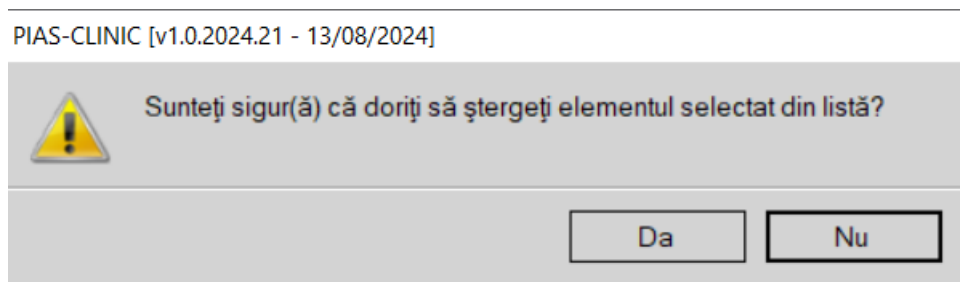 PIAS-CLINIC [v1.0.2024.21 - 13/08/2024]
Sunteţi sigur(ă) că doriţi să ştergeţi elementul selectat din listă?
Da
Nu